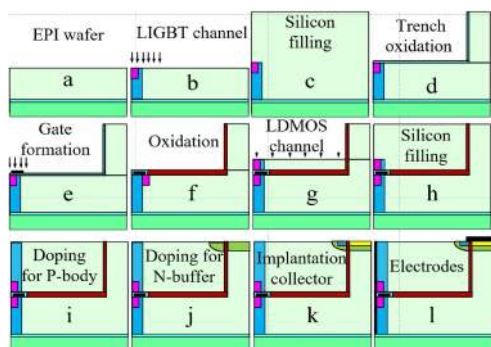 EPI wafer
a
LIGBT channel
b
Silicon
filling
c
Trench
oxidation
d
Gate
formation
e
Oxidation
f
LDMOS
channel
g
Silicon
filling
h
Doping
for P-body
i
Doping for
N-buffer
j
Implantation
collector
k
Electrodes
l